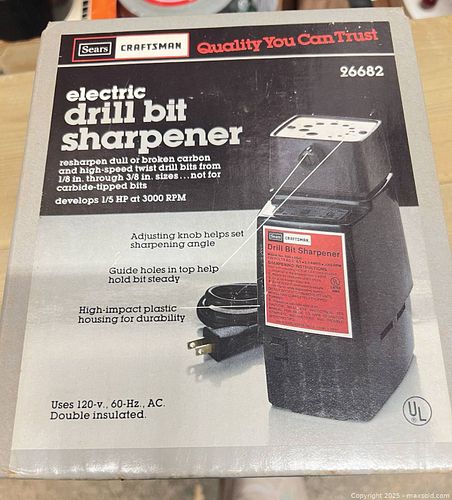 Sears CRAFTSMAN Quality You Can Trust
26682
electric
drill bit
sharpener
resharpen dull or broken carbon
and high-speed twist drill bits from
1/8 in. through 3/8 in. sizes...not for
carbide-tipped bits
develops 1/5 HP at 3000 RPM
Adjusting knob helps set
sharpening angle
Guide holes in top help
hold bit steady
High-impact plastic
housing for durability
Sears CRAFTSMAN
Drill Bit Sharpener
SHARPENING INSTRUCTIONS
Uses 120-v., 60-Hz., AC.
Double insulated.
UL
Copyright 2025 - maxsold.com